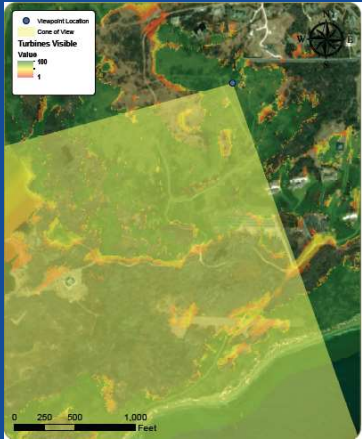 Viewpoint Location
Cone of View
Turbines Visible
Value
100
1
N
W
E
S
0 250 500 1,000
Feet